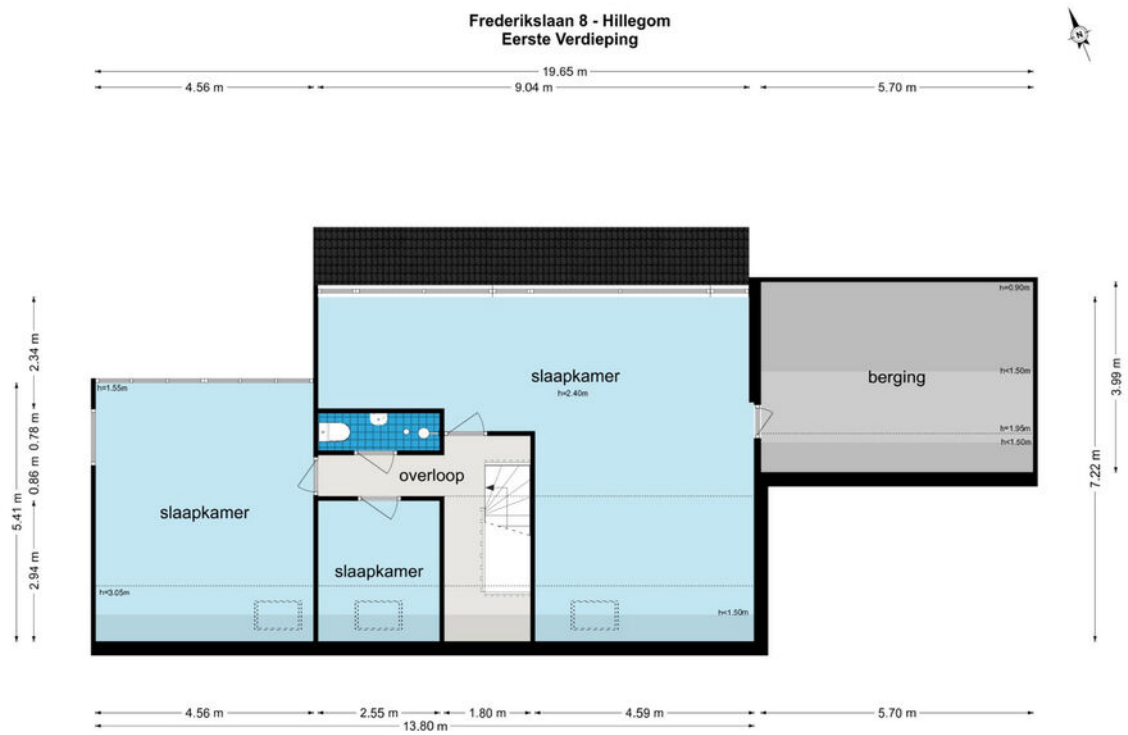 Frederikslaan 8 - Hillegom
Eerste Verdieping
N
19.65 m
4.56 m
9.04 m
5.70 m
h=0.90m
2.34 m
slaapkamer
h=2.40m
berging
h<1.50m
3.99 m
h=1.55m
0.78 m
h=1.95m
h<1.50m
overloop
0.86 m
7.22 m
5.41 m
slaapkamer
2.94 m
slaapkamer
h=3.05m
h<1.50m
4.56 m
2.55 m
1.80 m
4.59 m
5.70 m
13.80 m